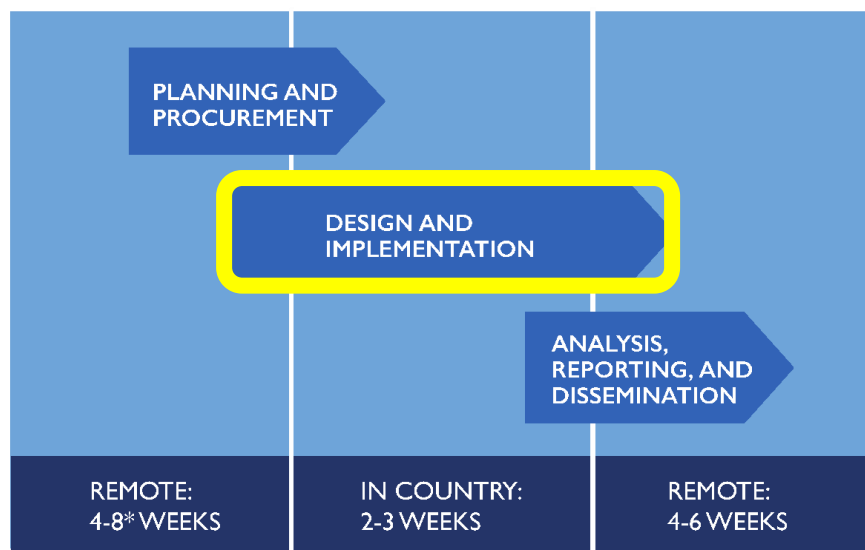 PLANNING AND
PROCUREMENT
DESIGN AND
IMPLEMENTATION
ANALYSIS,
REPORTING, AND
DISSEMINATION
REMOTE:
4-8* WEEKS
IN COUNTRY:
2-3 WEEKS
REMOTE:
4-6 WEEKS